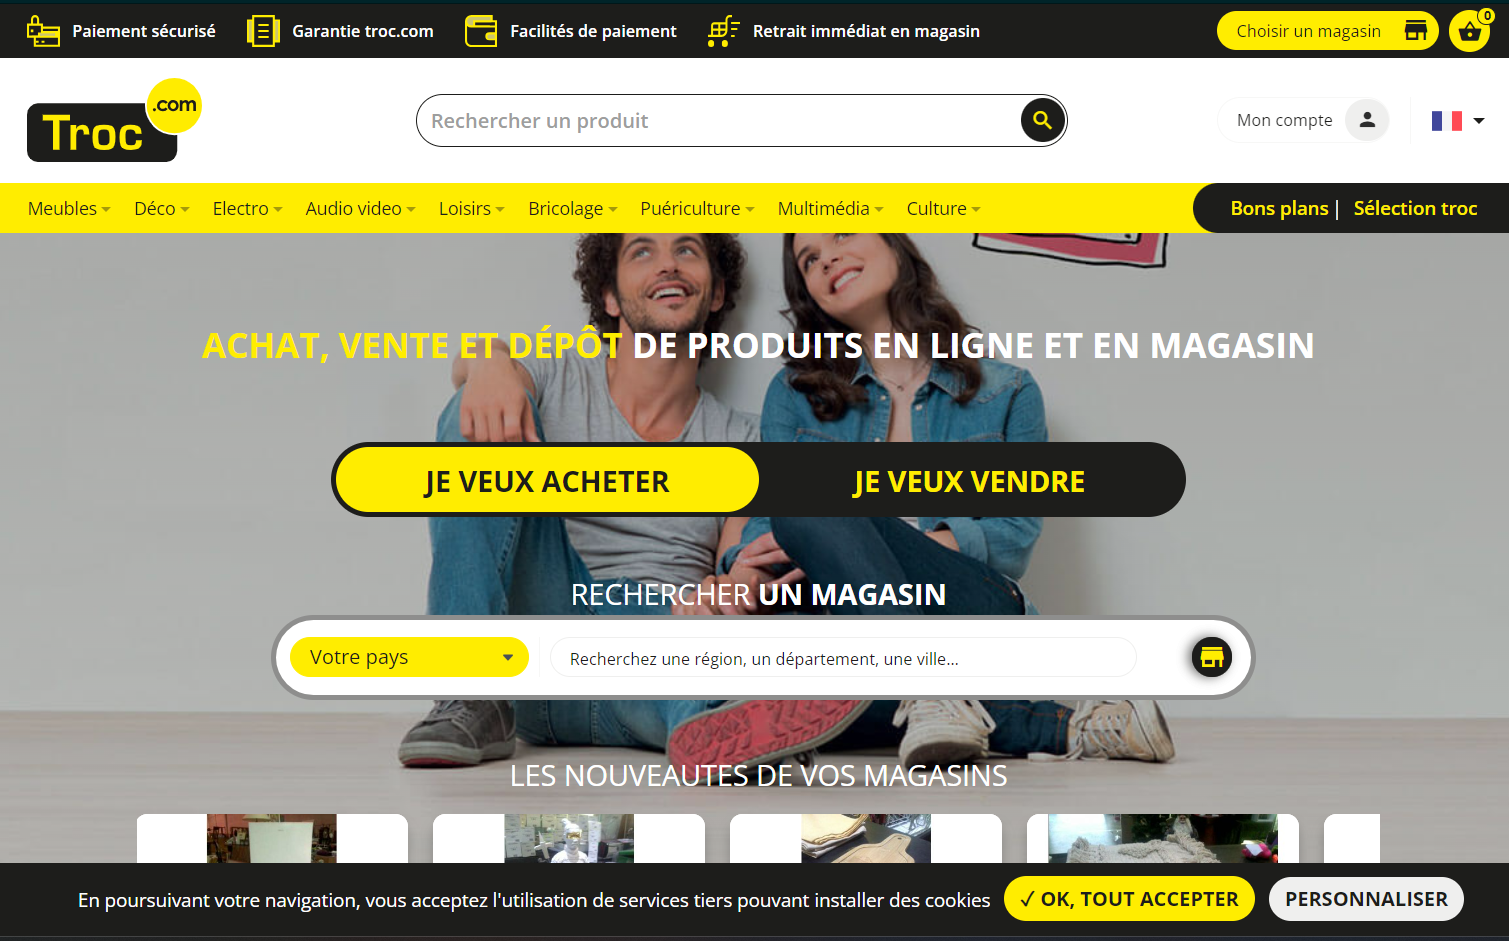 Paiement sécurisé
Garantie troc.com
Facilités de paiement
Retrait immédiat en magasin
Choisir un magasin
0
Troc
.com
Rechercher un produit
Mon compte
Meubles
Déco
Electro
Audio video
Loisirs
Bricolage
Puériculture
Multimédia
Culture
Bons plans | Sélection troc
ACHAT, VENTE ET DÉPÔT DE PRODUITS EN LIGNE ET EN MAGASIN
JE VEUX ACHETER
JE VEUX VENDRE
RECHERCHER UN MAGASIN
Votre pays
Recherchez une région, un département, une ville...
LES NOUVEAUTES DE VOS MAGASINS
En poursuivant votre navigation, vous acceptez l'utilisation de services tiers pouvant installer des cookies
✓ OK, TOUT ACCEPTER
PERSONNALISER